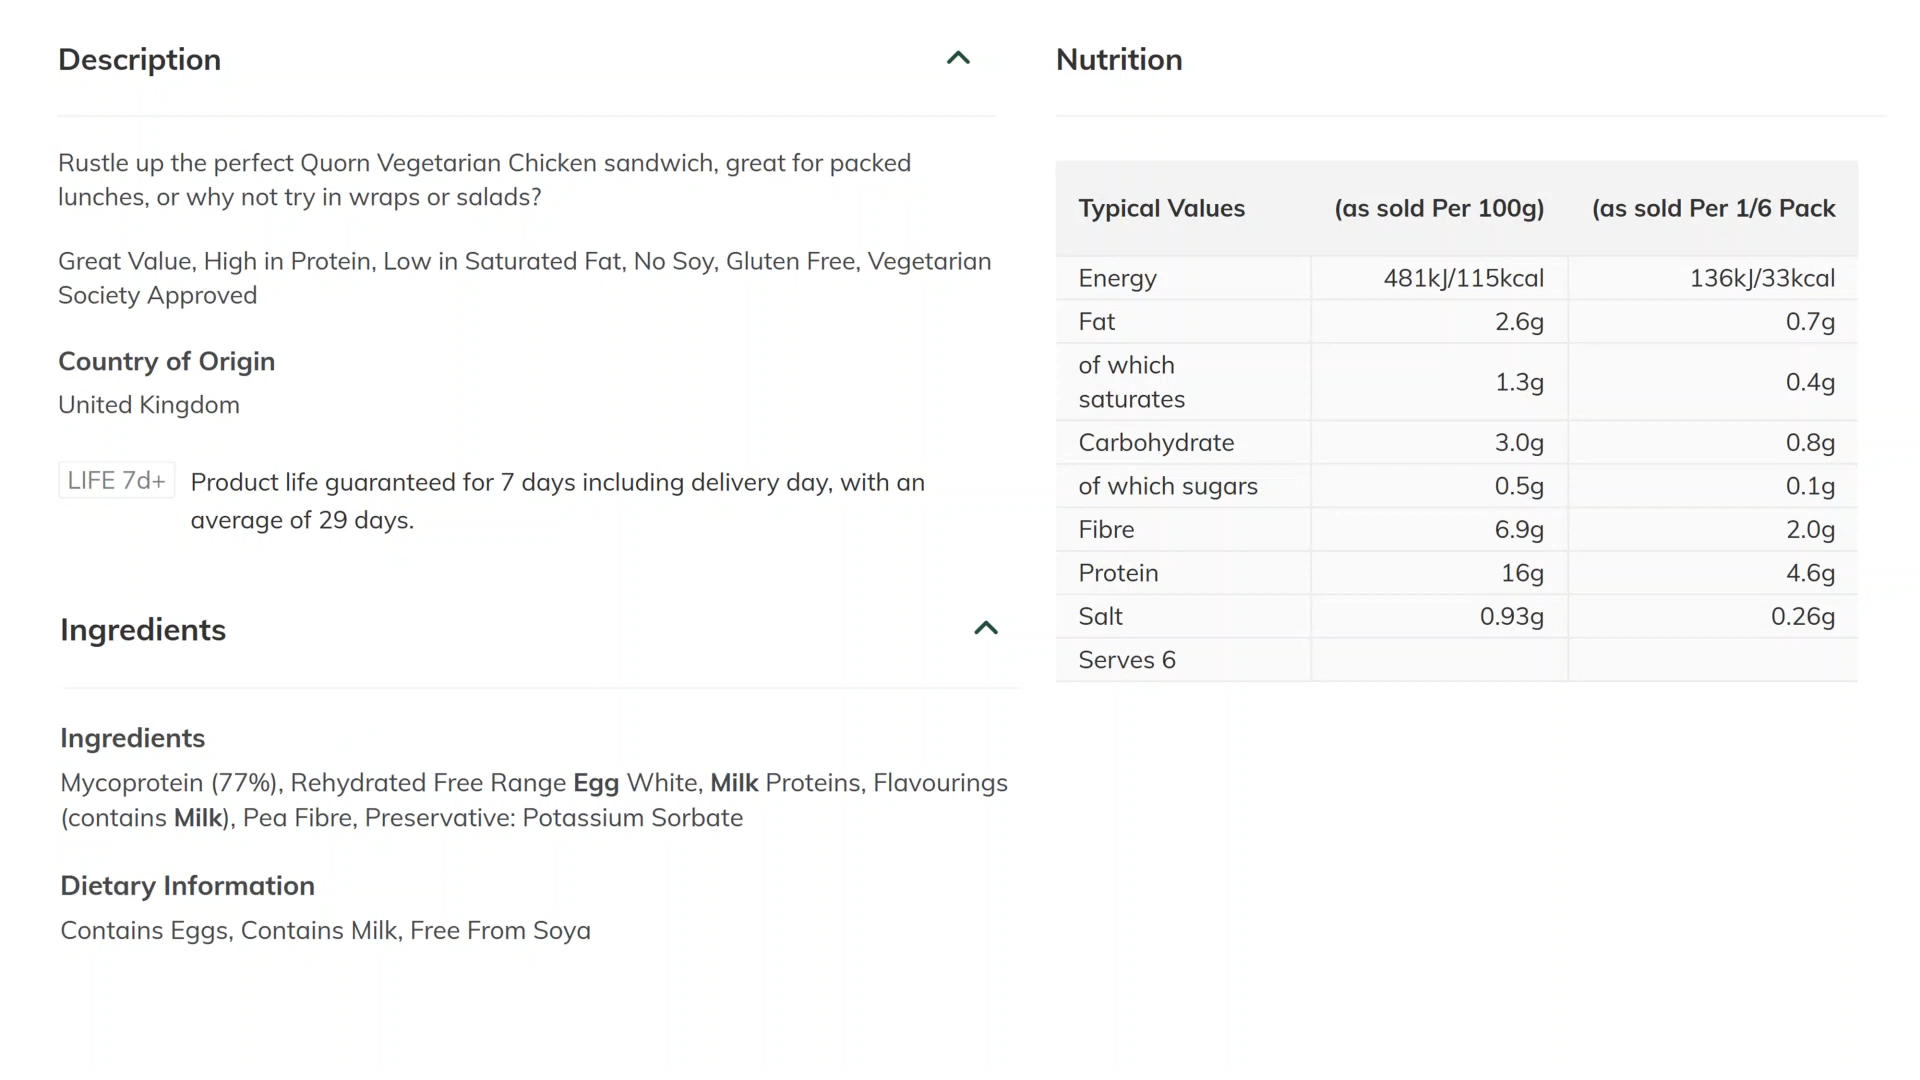 Description
Rustle up the perfect Quorn Vegetarian Chicken sandwich, great for packed
lunches, or why not try in wraps or salads?
Great Value, High in Protein, Low in Saturated Fat, No Soy, Gluten Free, Vegetarian
Society Approved
Country of Origin
United Kingdom
LIFE 7d+ Product life guaranteed for 7 days including delivery day, with an
average of 29 days.
Ingredients
Ingredients
Mycoprotein (77%), Rehydrated Free Range Egg White, Milk Proteins, Flavourings
(contains Milk), Pea Fibre, Preservative: Potassium Sorbate
Dietary Information
Contains Eggs, Contains Milk, Free From Soya
Nutrition
Typical Values (as sold Per 100g) (as sold Per 1/6 Pack
Energy 481kJ/115kcal 136kJ/33kcal
Fat 2.6g 0.7g
of which
saturates 1.3g 0.4g
Carbohydrate 3.0g 0.8g
of which sugars 0.5g 0.1g
Fibre 6.9g 2.0g
Protein 16g 4.6g
Salt 0.93g 0.26g
Serves 6